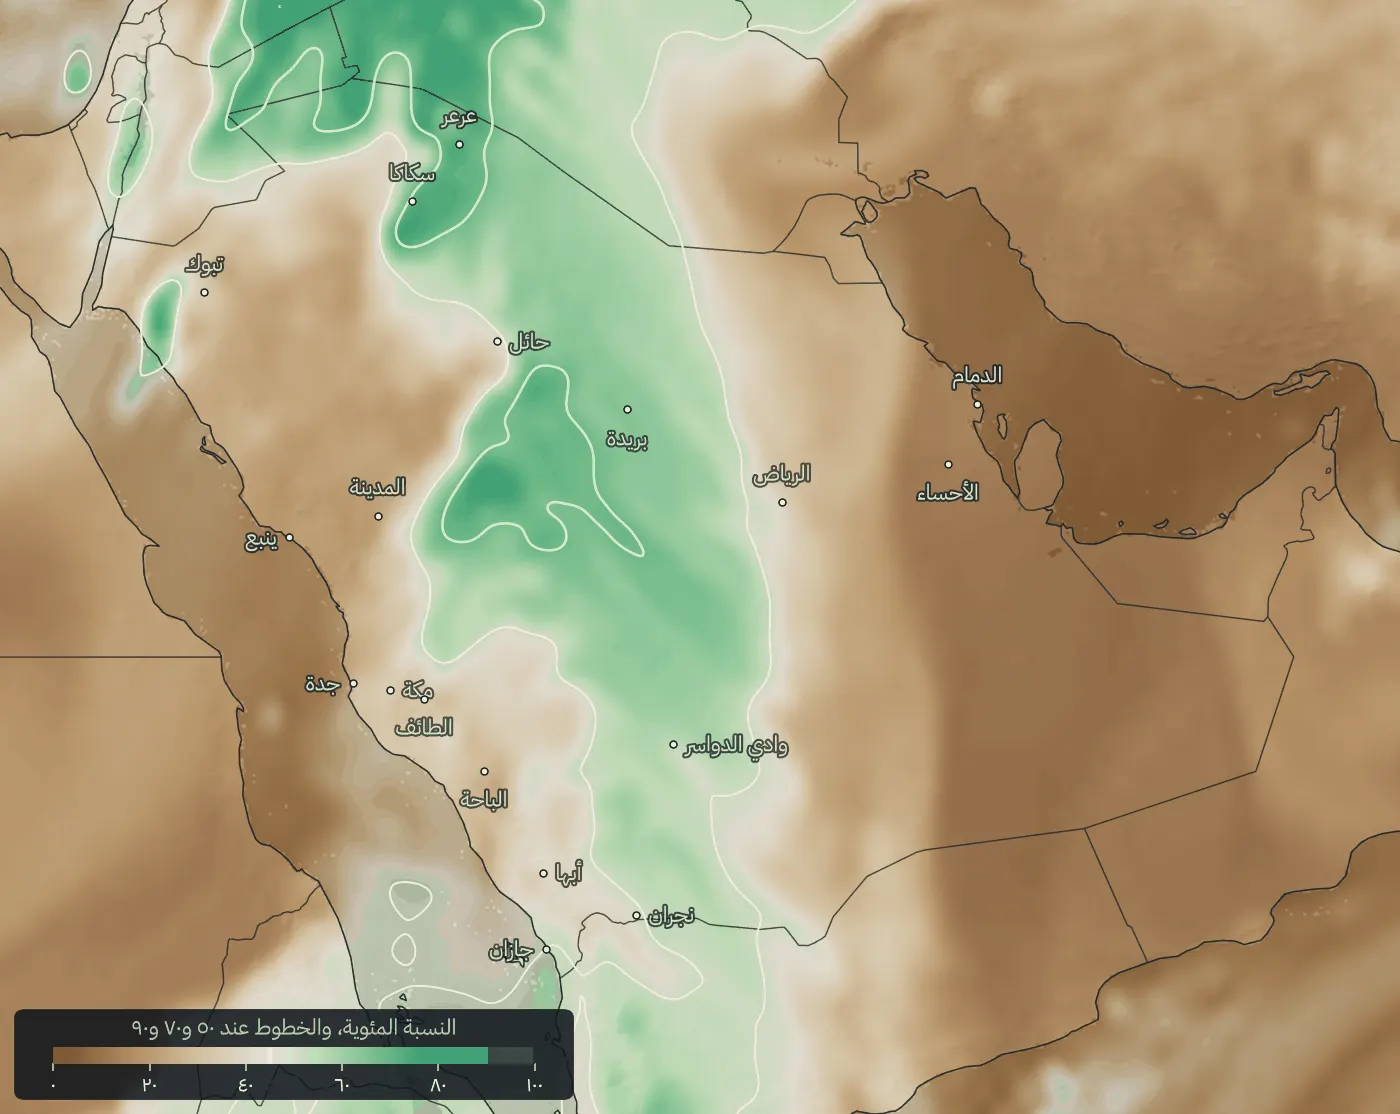 عرعر
سكاكا
تبوك
حائل
الدمام
بريدة
الرياض
المدينة
الأحساء
ينبع
جدة
مكة
الطائف
وادي الدواسر
الباحة
أبها
نجران
جازان
النسبة المئوية، والخطوط عند ٥٠ و٧٠ و٩٠
٠ ٢٠ ٤٠ ٦٠ ٨٠ ١٠٠